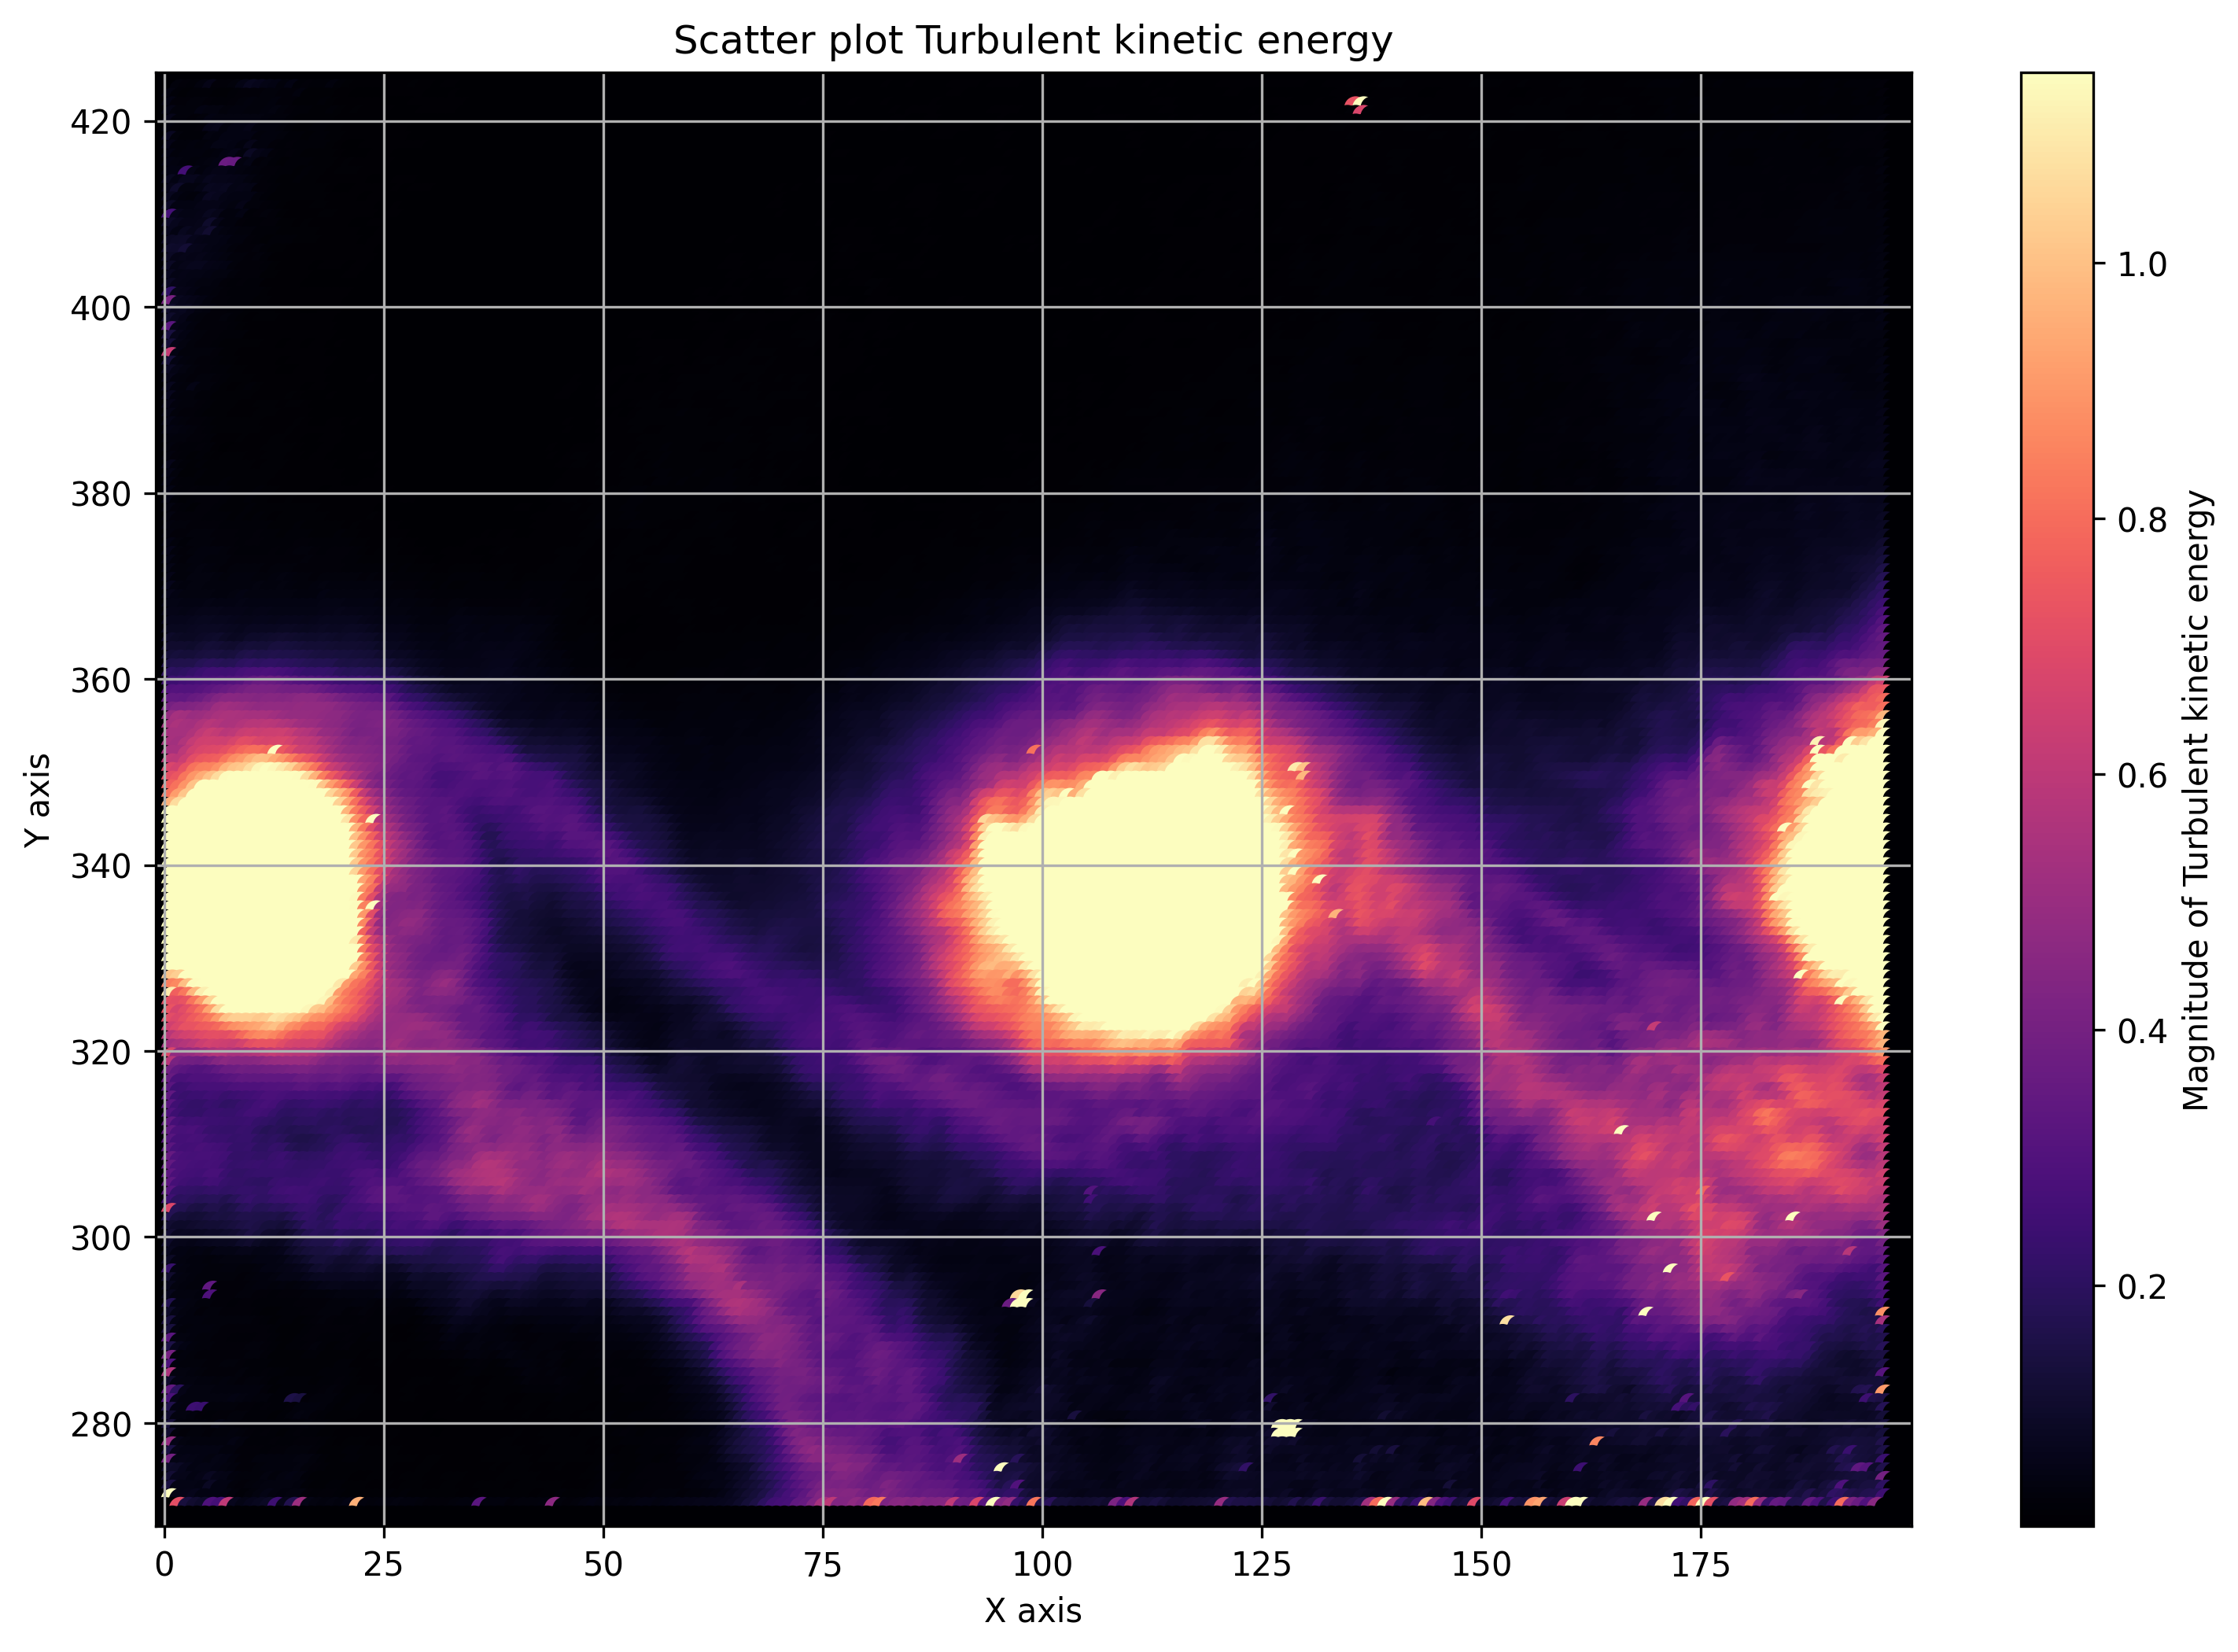 Scatter plot Turbulent kinetic energy
420
400
380
360
340
320
300
280
Y axis
0 25 50 75 100 125 150 175
X axis
1.0
0.8
0.6
0.4
0.2
Magnitude of Turbulent kinetic energy